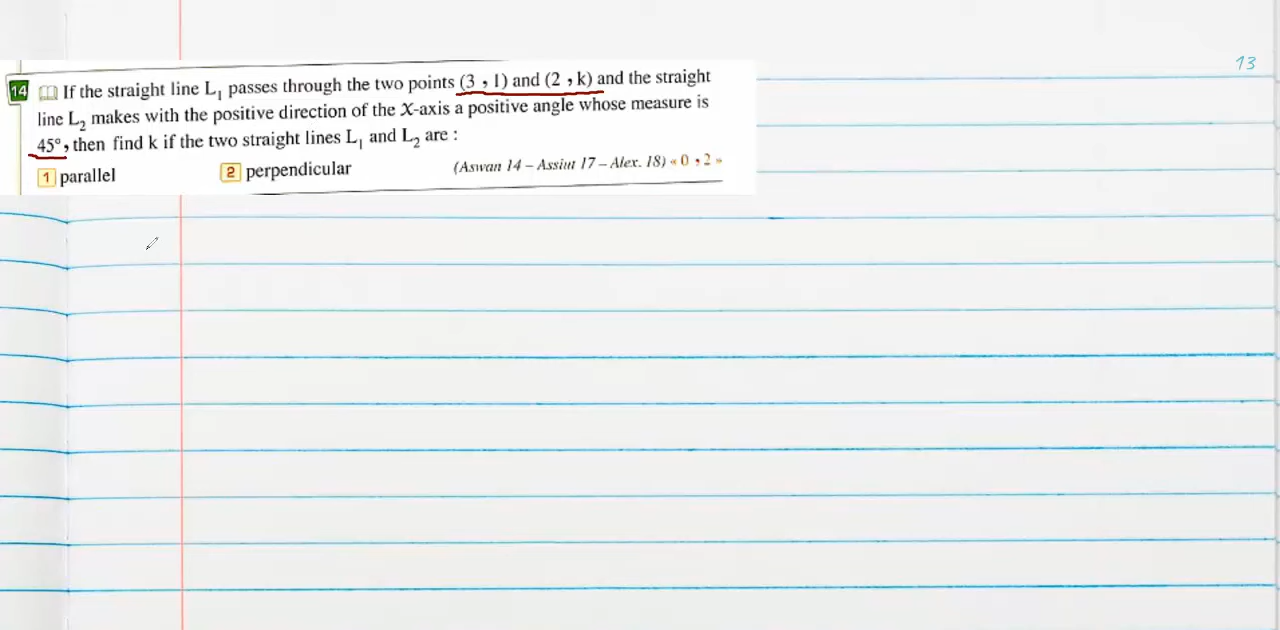 13
14 If the straight line L₁ passes through the two points (3 , 1) and (2 , k) and the straight
line L₂ makes with the positive direction of the X-axis a positive angle whose measure is
45°, then find k if the two straight lines L₁ and L₂ are :
1 parallel 2 perpendicular (Aswan 14 – Assiut 17 – Alex. 18) « 0 , 2 »